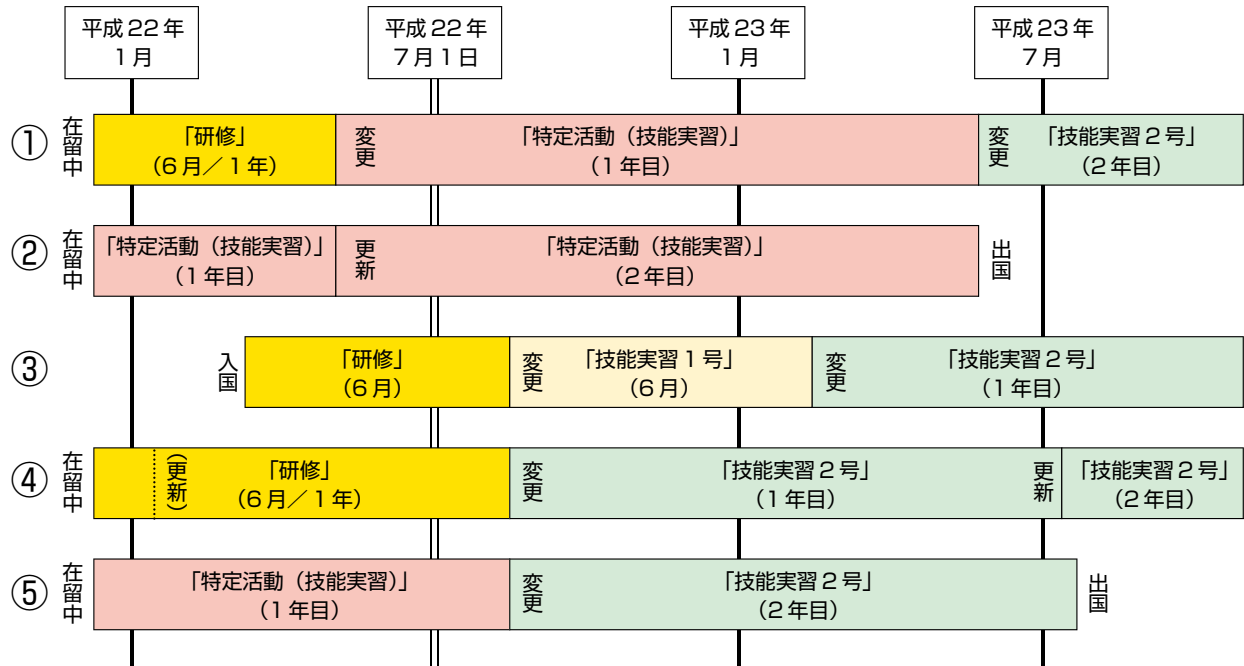 平成22年
1月
平成22年
7月1日
平成23年
1月
平成23年
7月
①
在留中
「研修」
(6月/1年)
変更
「特定活動(技能実習)」
(1年目)
変更
「技能実習2号」
(2年目)
②
在留中
「特定活動(技能実習)」
(1年目)
更新
「特定活動(技能実習)」
(2年目)
出国
③
入国
「研修」
(6月)
変更
「技能実習1号」
(6月)
変更
「技能実習2号」
(1年目)
④
在留中
(更新)
「研修」
(6月/1年)
変更
「技能実習2号」
(1年目)
更新
「技能実習2号」
(2年目)
⑤
在留中
「特定活動(技能実習)」
(1年目)
変更
「技能実習2号」
(2年目)
出国